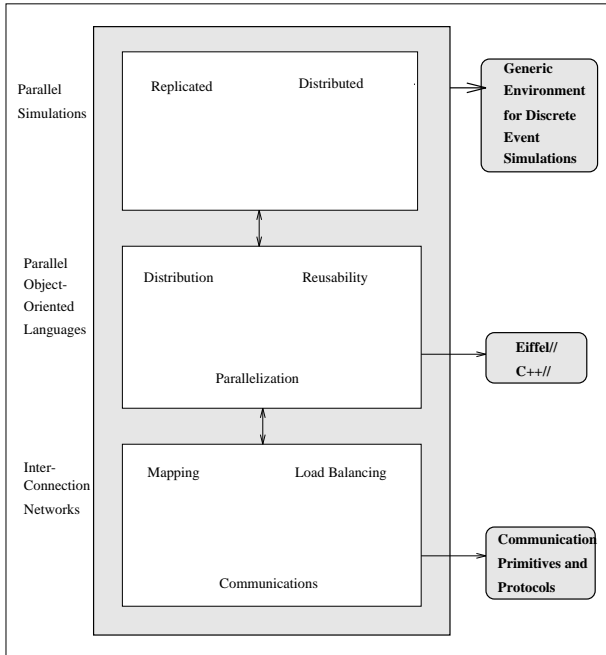 Parallel
Simulations
Replicated
Distributed
Generic
Environment
for Discrete
Event
Simulations
Parallel
Object-
Oriented
Languages
Distribution
Reusability
Parallelization
Eiffel//
C++//
Inter-
Connection
Networks
Mapping
Load Balancing
Communications
Communication
Primitives and
Protocols